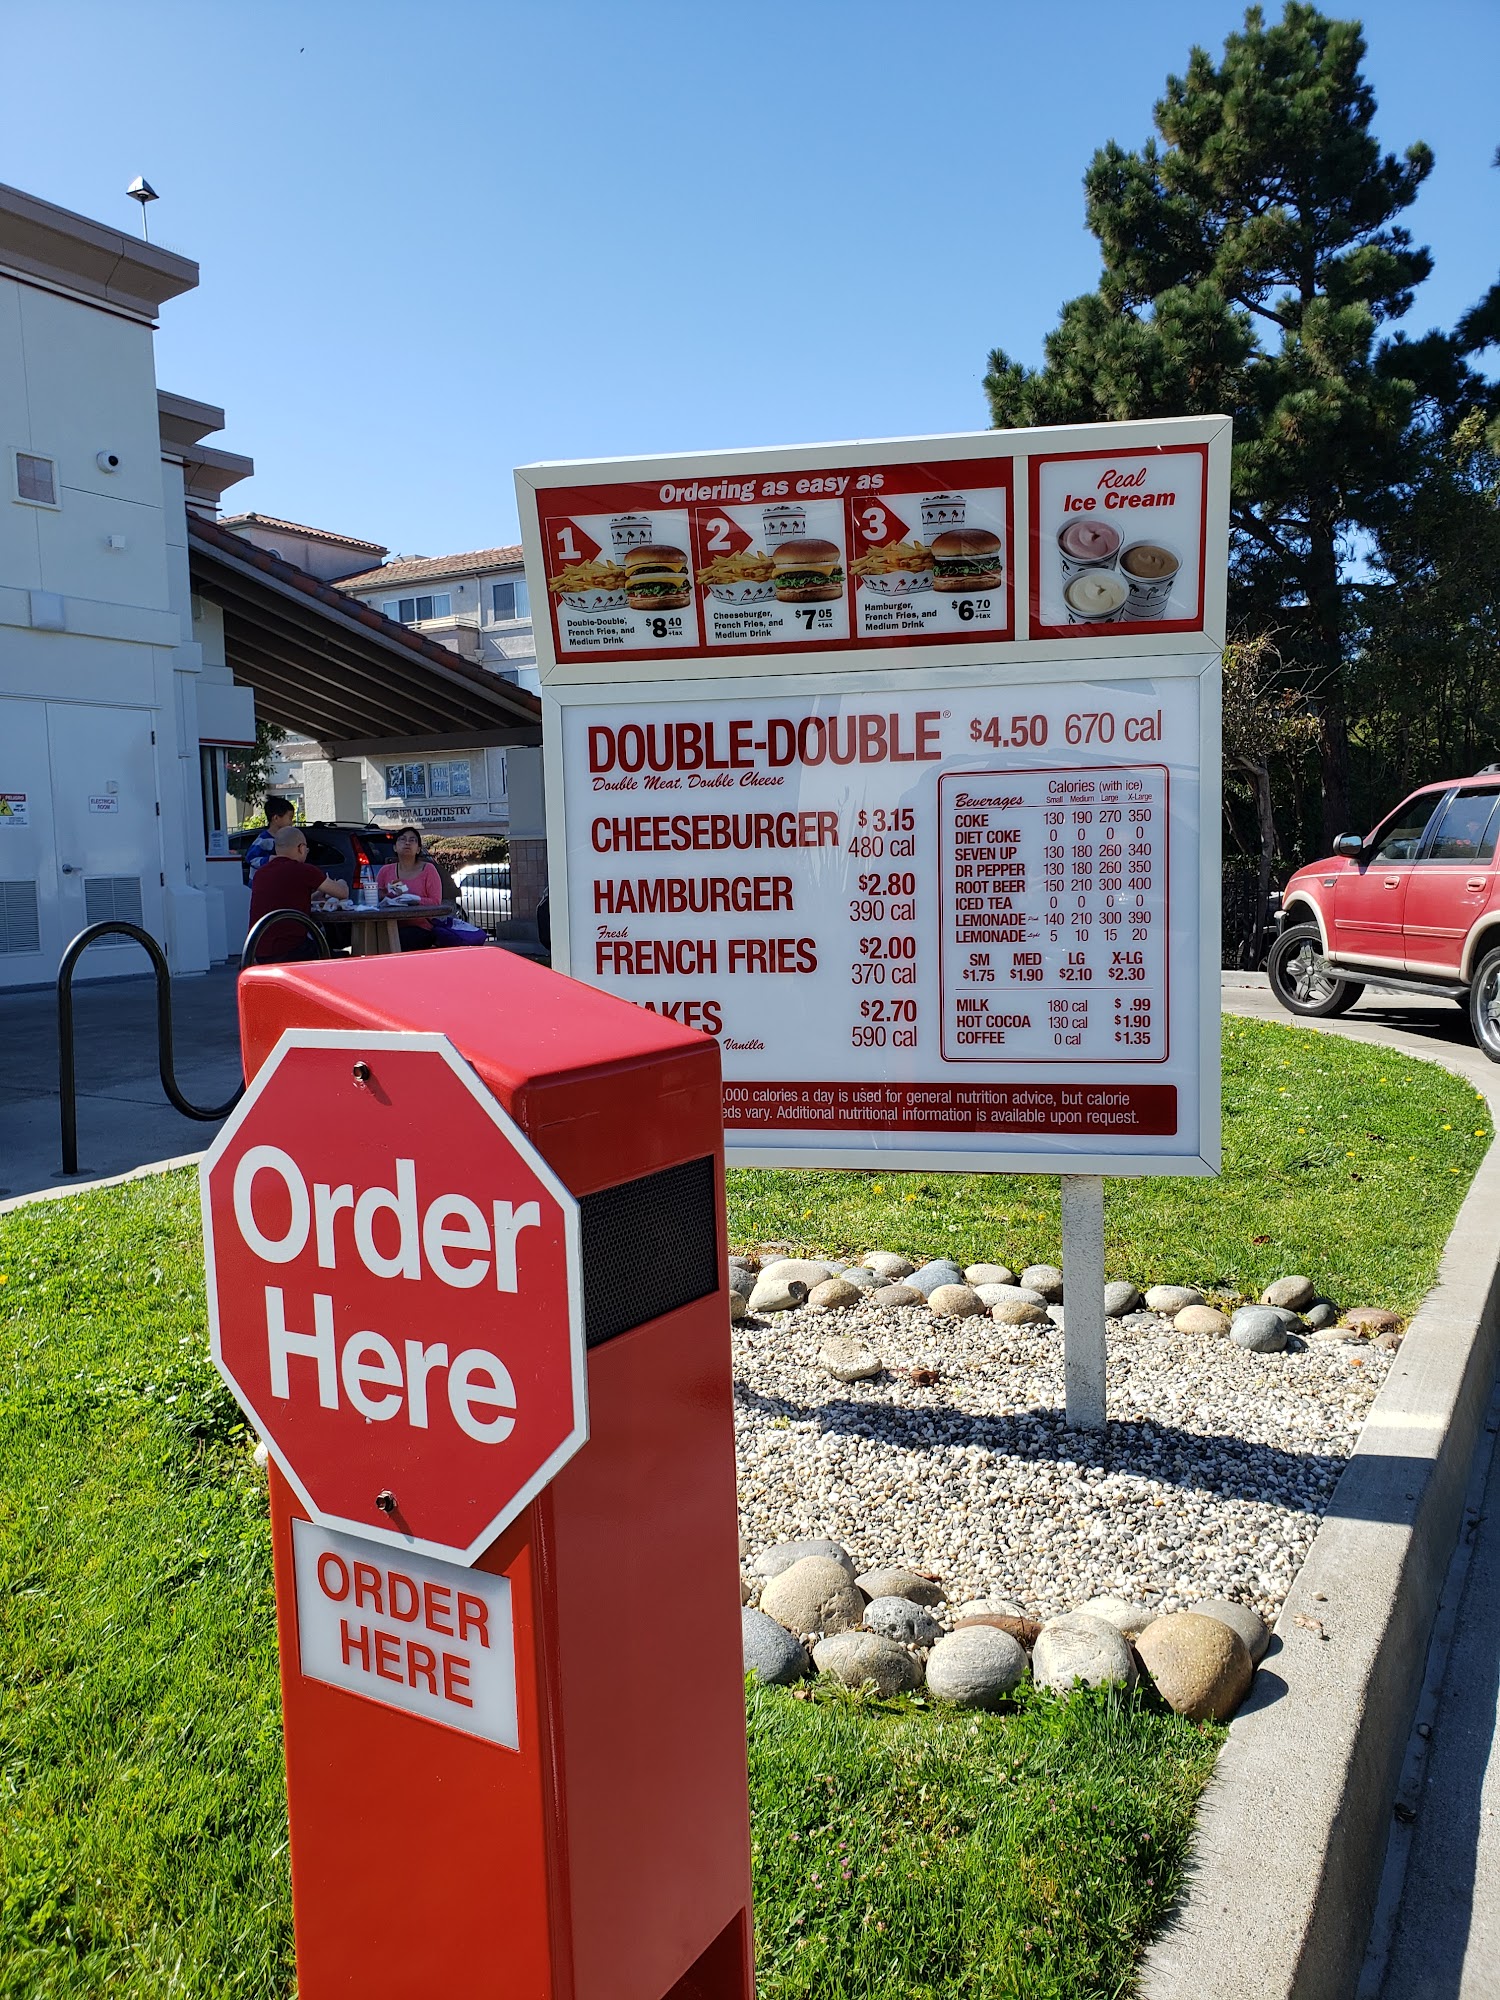 Ordering as easy as
1
Double-Double,
French Fries, and
Medium Drink
$8 40
+tax
2
Cheeseburger,
French Fries, and
Medium Drink
$7 05
+tax
3
Hamburger,
French Fries, and
Medium Drink
$6 70
+tax
Real
Ice Cream
DOUBLE-DOUBLE® $4.50 670 cal
Double Meat, Double Cheese
CHEESEBURGER $3.15
480 cal
HAMBURGER $2.80
390 cal
Fresh
FRENCH FRIES $2.00
370 cal
AKES $2.70
Vanilla 590 cal
Calories (with ice)
Beverages Small Medium Large X-Large
COKE 130 190 270 350
DIET COKE 0 0 0 0
SEVEN UP 130 180 260 340
DR PEPPER 130 180 260 350
ROOT BEER 150 210 300 400
ICED TEA 0 0 0 0
LEMONADE 140 210 300 390
LEMONADE 5 10 15 20
SM MED LG X-LG
$1.75 $1.90 $2.10 $2.30
MILK 180 cal $ .99
HOT COCOA 130 cal $1.90
COFFEE 0 cal $1.35
,000 calories a day is used for general nutrition advice, but calorie
eds vary. Additional nutritional information is available upon request.
GENERAL DENTISTRY
ELECTRICAL
ROOM
Order
Here
ORDER
HERE